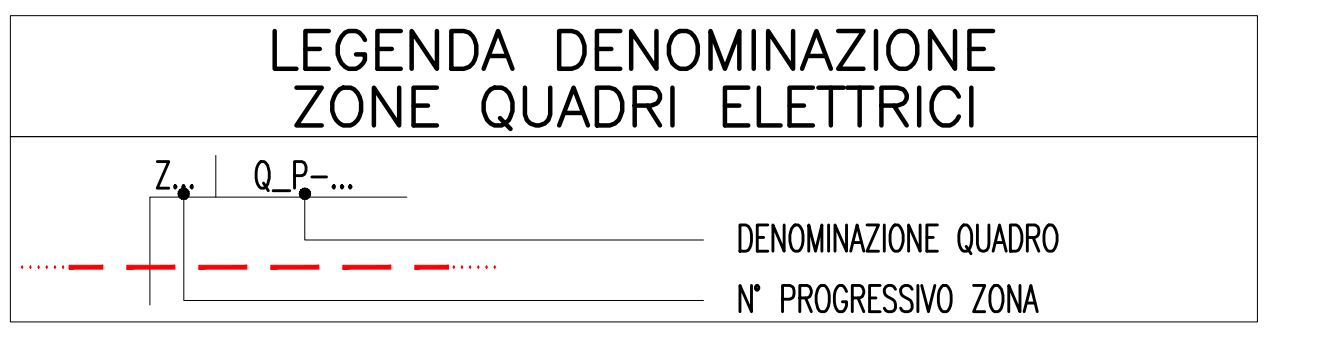 LEGENDA DENOMINAZIONE
ZONE QUADRI ELETTRICI
Z... Q_P-...
DENOMINAZIONE QUADRO
N° PROGRESSIVO ZONA